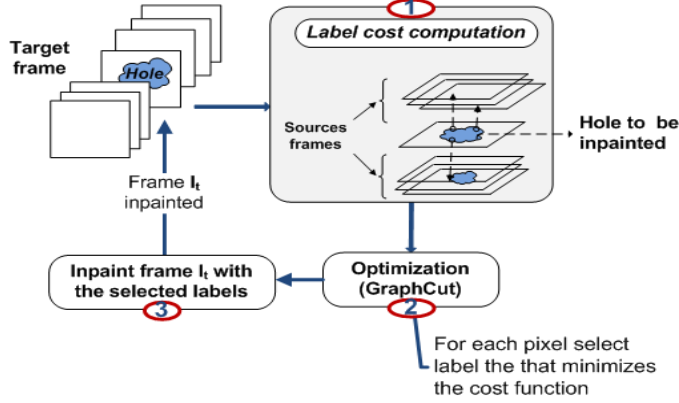 Target
frame
Hole
1
Label cost computation
Sources
frames
Hole to be
inpainted
Frame It
inpainted
Inpaint frame It with
the selected labels
3
Optimization
(GraphCut)
2
For each pixel select
label the that minimizes
the cost function